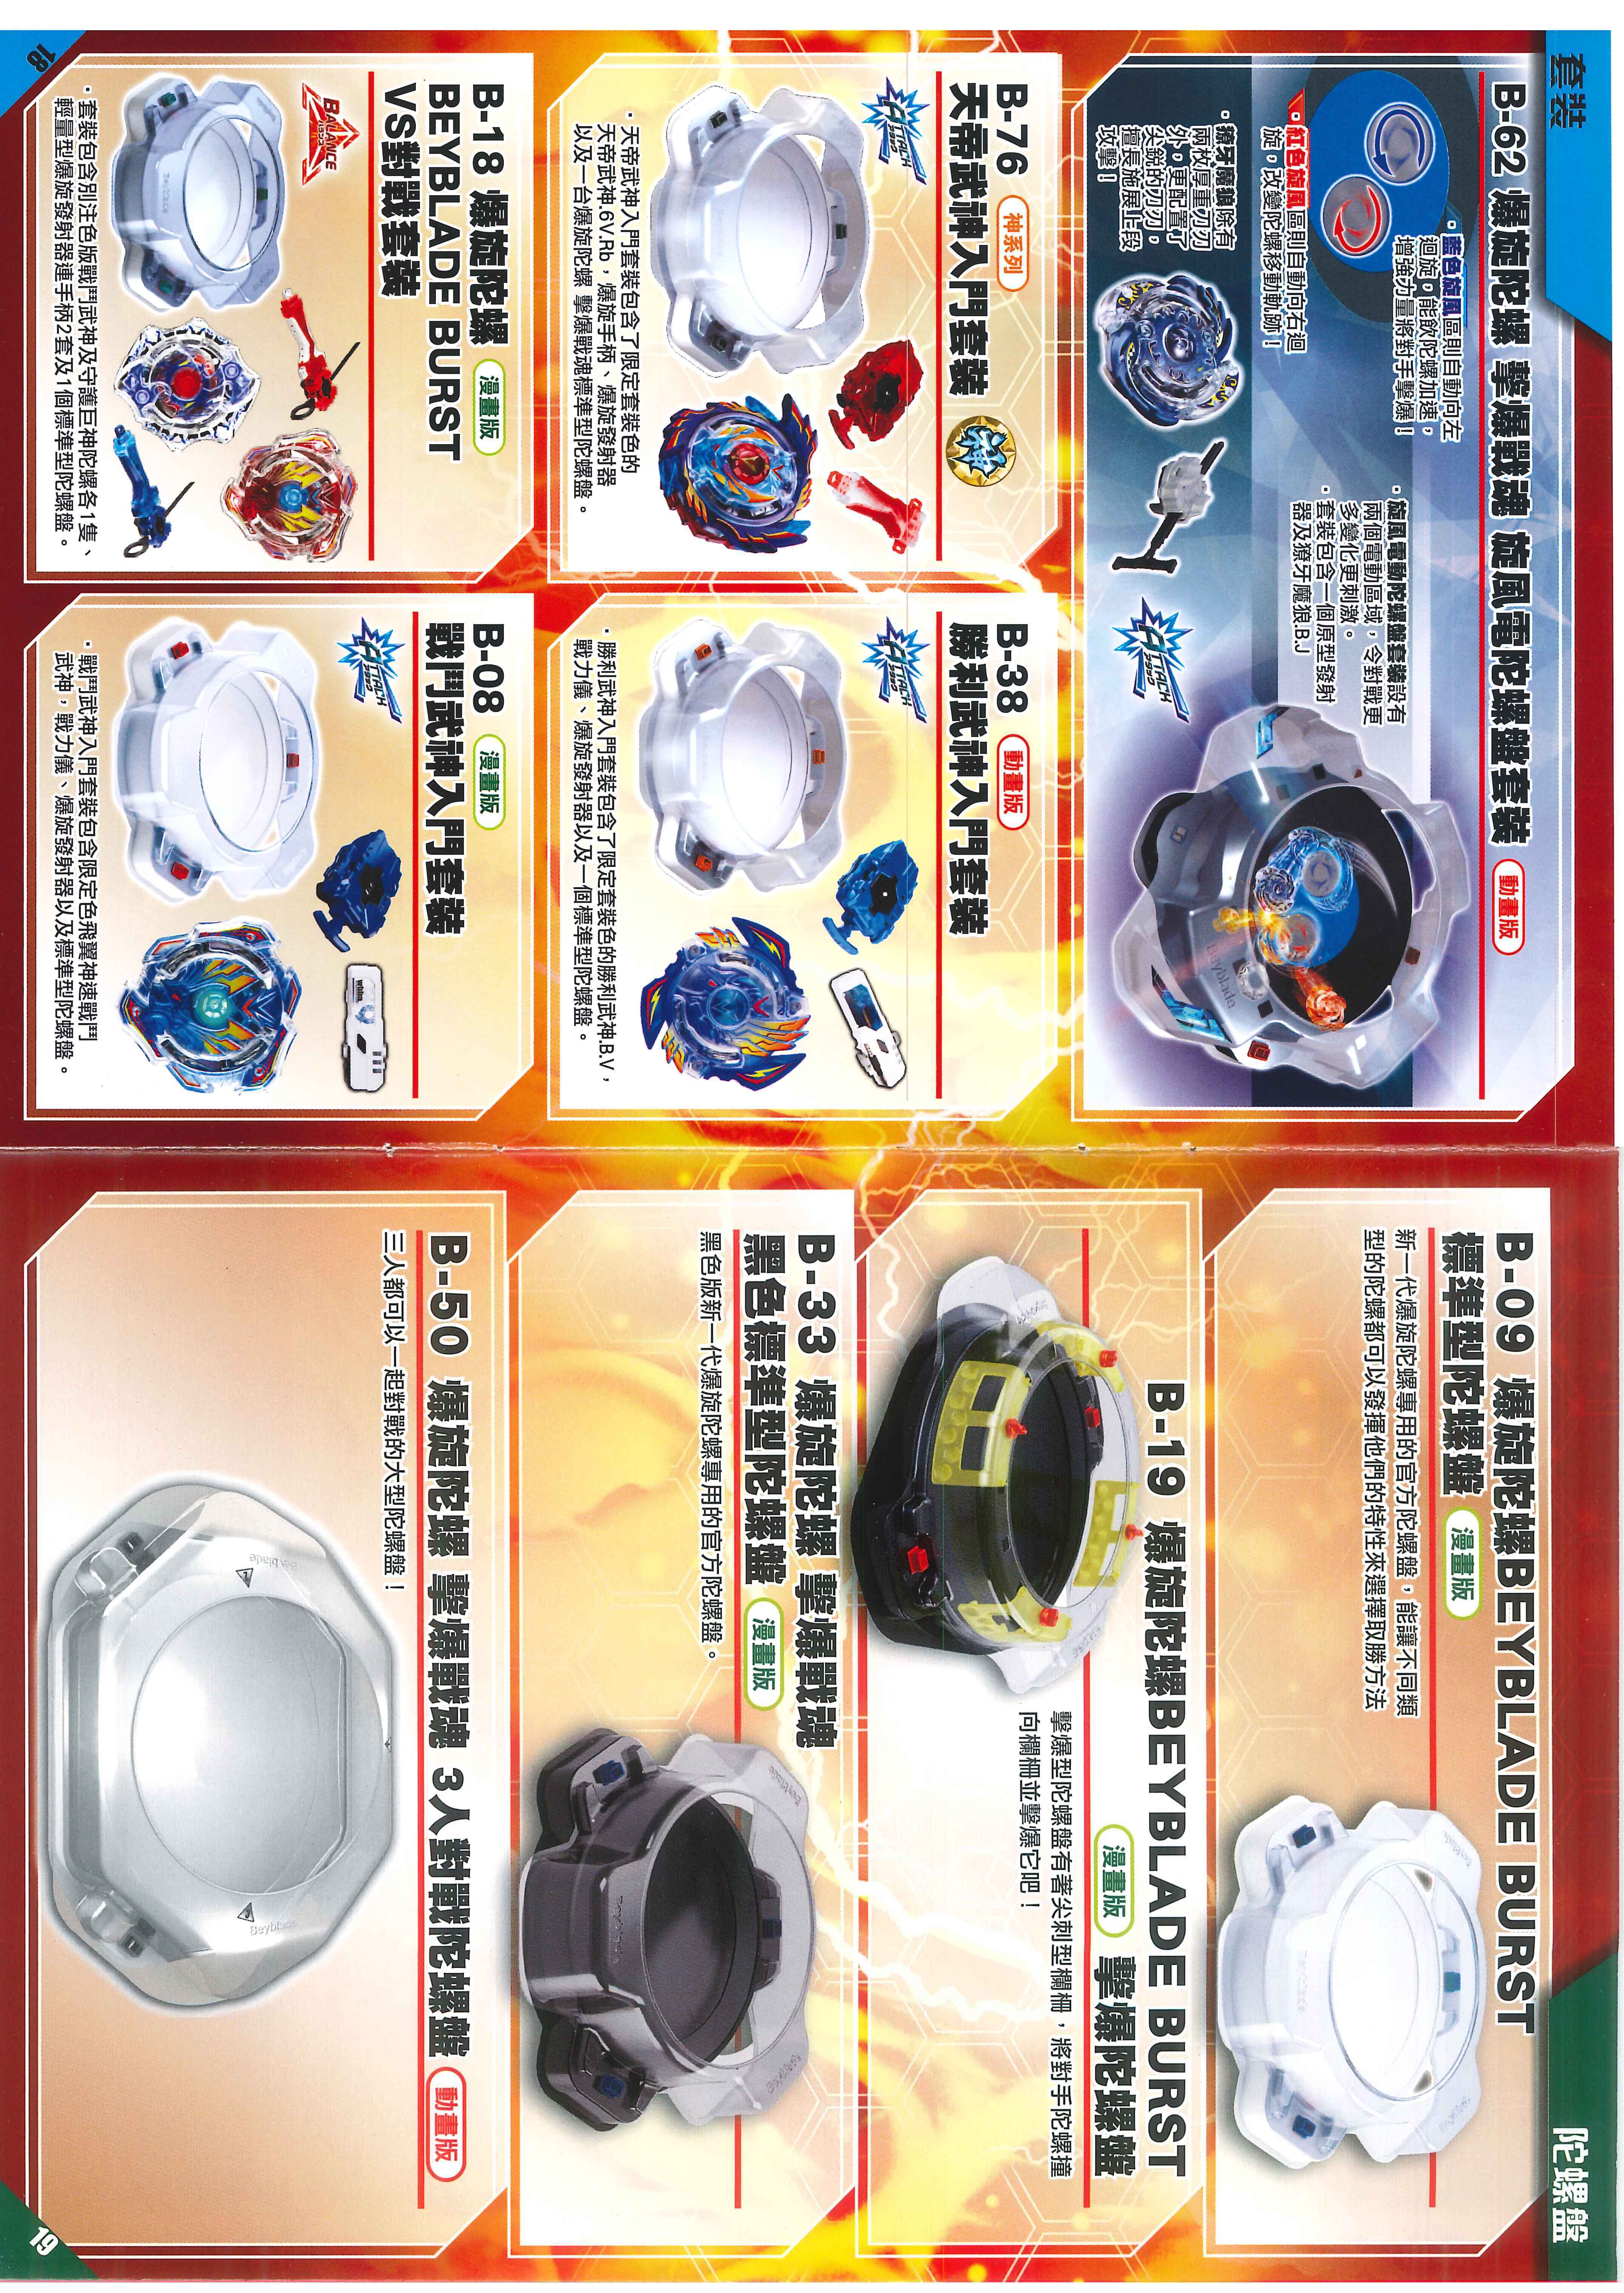 套裝
B-62 爆旋陀螺 擊爆戰魂 旋風電陀螺盤套裝 動畫版
・藍色旋風區則自動向左
迴旋，能飲陀螺加速，
增強力量將對手擊爆！
・紅色旋風區則自動向右迴
旋，改變陀螺移動軌跡！
・旋風電動陀螺盤套裝設有
兩個電動區域，令對戰更
多變化更刺激。
・套裝包含一個原型發射
器及獠牙魔狼.B.J
・獠牙魔狼除有
兩枚厚重刀刃
外，更配置了
尖銳的刀刃，
擅長施展上段
攻擊！
ATTACK
アタック
Beyblade
B-76 神系列
天帝武神入門套裝
神
ATTACK
アタック
・天帝武神入門套裝包含了限定套裝色的
天帝武神.6V.Rb，爆旋手柄、爆旋發射器
以及一台爆旋陀螺 擊爆戰魂標準型陀螺盤。
B-38 動畫版
勝利武神入門套裝
ATTACK
アタック
・勝利武神入門套裝包含了限定套裝色的勝利武神.B.V，
戰力儀、爆旋發射器以及一個標準型陀螺盤。
B-18 爆旋陀螺 漫畫版
BEYBLADE BURST
VS對戰套裝
BALANCE
バランス
Beyblade
・套裝包含別注色版戰鬥武神及守護巨神陀螺各1隻、
輕量型爆旋發射器連手柄2套及1個標準型陀螺盤。
B-08 漫畫版
戰鬥武神入門套裝
ATTACK
アタック
wbba.
・戰鬥武神入門套裝包含限定色飛翼神速戰鬥
武神，戰力儀、爆旋發射器以及標準型陀螺盤。
18
陀螺盤
B-09 爆旋陀螺BEYBLADE BURST
標準型陀螺盤 漫畫版
新一代爆旋陀螺專用的官方陀螺盤，能讓不同類
型的陀螺都可以發揮他們的特性來選擇取勝方法
Beyblade
B-19 爆旋陀螺BEYBLADE BURST
漫畫版 擊爆陀螺盤
擊爆型陀螺盤有著尖刺型欄柵，將對手陀螺撞
向欄柵並擊爆它吧！
B-33 爆旋陀螺 擊爆戰魂
黑色標準型陀螺盤 漫畫版
黑色版新一代爆旋陀螺專用的官方陀螺盤。
Beyblade
B-50 爆旋陀螺 擊爆戰魂 3人對戰陀螺盤 動畫版
三人都可以一起對戰的大型陀螺盤！
Beyblade
Beyblade
19